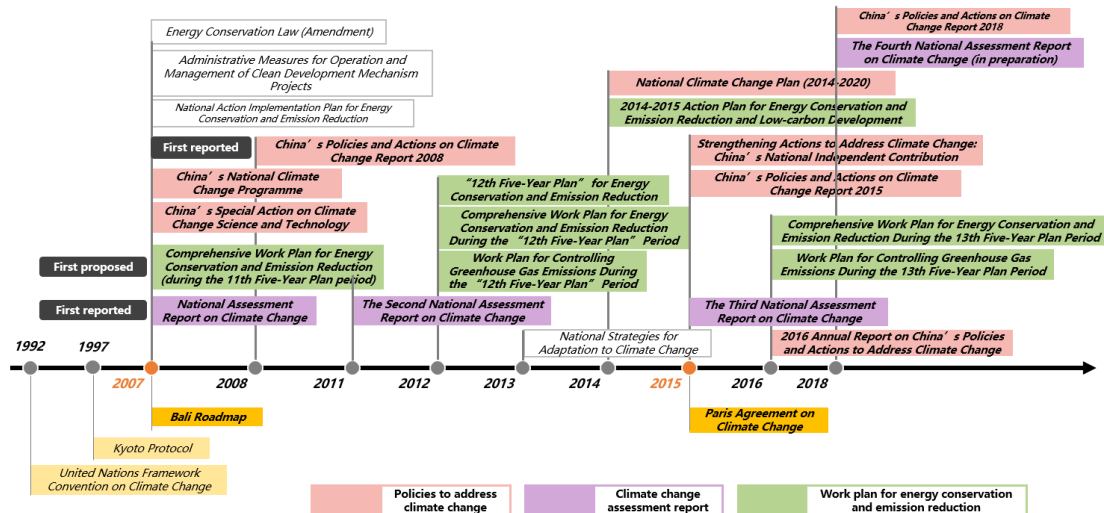 China's Policies and Actions on Climate
Change Report 2018
Energy Conservation Law (Amendment)
The Fourth National Assessment Report
on Climate Change (in preparation)
Administrative Measures for Operation and
Management of Clean Development Mechanism
Projects
National Climate Change Plan (2014-2020)
National Action Implementation Plan for Energy
Conservation and Emission Reduction
2014-2015 Action Plan for Energy Conservation and
Emission Reduction and Low-carbon Development
First reported
China's Policies and Actions on Climate
Change Report 2008
Strengthening Actions to Address Climate Change:
China's National Independent Contribution
China's National Climate
Change Programme
"12th Five-Year Plan" for Energy
Conservation and Emission Reduction
China's Policies and Actions on Climate
Change Report 2015
China's Special Action on Climate
Change Science and Technology
Comprehensive Work Plan for Energy
Conservation and Emission Reduction
During the "12th Five-Year Plan" Period
Comprehensive Work Plan for Energy Conservation and
Emission Reduction During the 13th Five-Year Plan Period
First proposed
Comprehensive Work Plan for Energy
Conservation and Emission Reduction
(during the 11th Five-Year Plan period)
Work Plan for Controlling
Greenhouse Gas Emissions During
the "12th Five-Year Plan" Period
Work Plan for Controlling Greenhouse Gas
Emissions During the 13th Five-Year Plan Period
First reported
National Assessment
Report on Climate Change
The Second National Assessment
Report on Climate Change
The Third National Assessment
Report on Climate Change
National Strategies for
Adaptation to Climate Change
2016 Annual Report on China's Policies
and Actions to Address Climate Change
1992
1997
2007
2008
2011
2012
2013
2014
2015
2016
2018
Bali Roadmap
Paris Agreement on
Climate Change
Kyoto Protocol
United Nations Framework
Convention on Climate Change
Policies to address
climate change
Climate change
assessment report
Work plan for energy conservation
and emission reduction